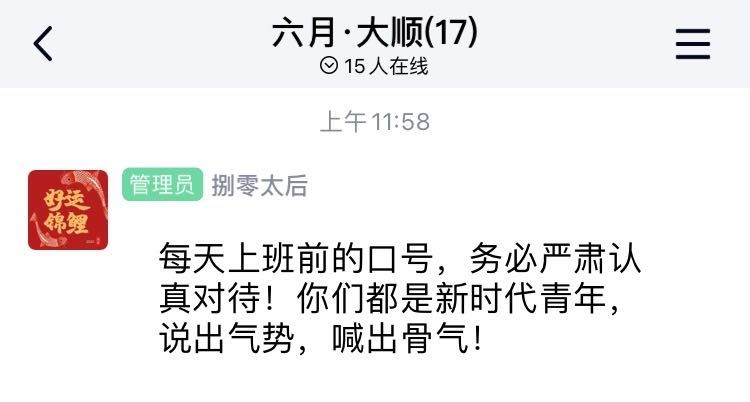 六月·大顺(17)
15人在线
上午 11:58
好运
锦鲤
管理员 捌零太后
每天上班前的口号，务必严肃认
真对待！你们都是新时代青年，
说出气势，喊出骨气！